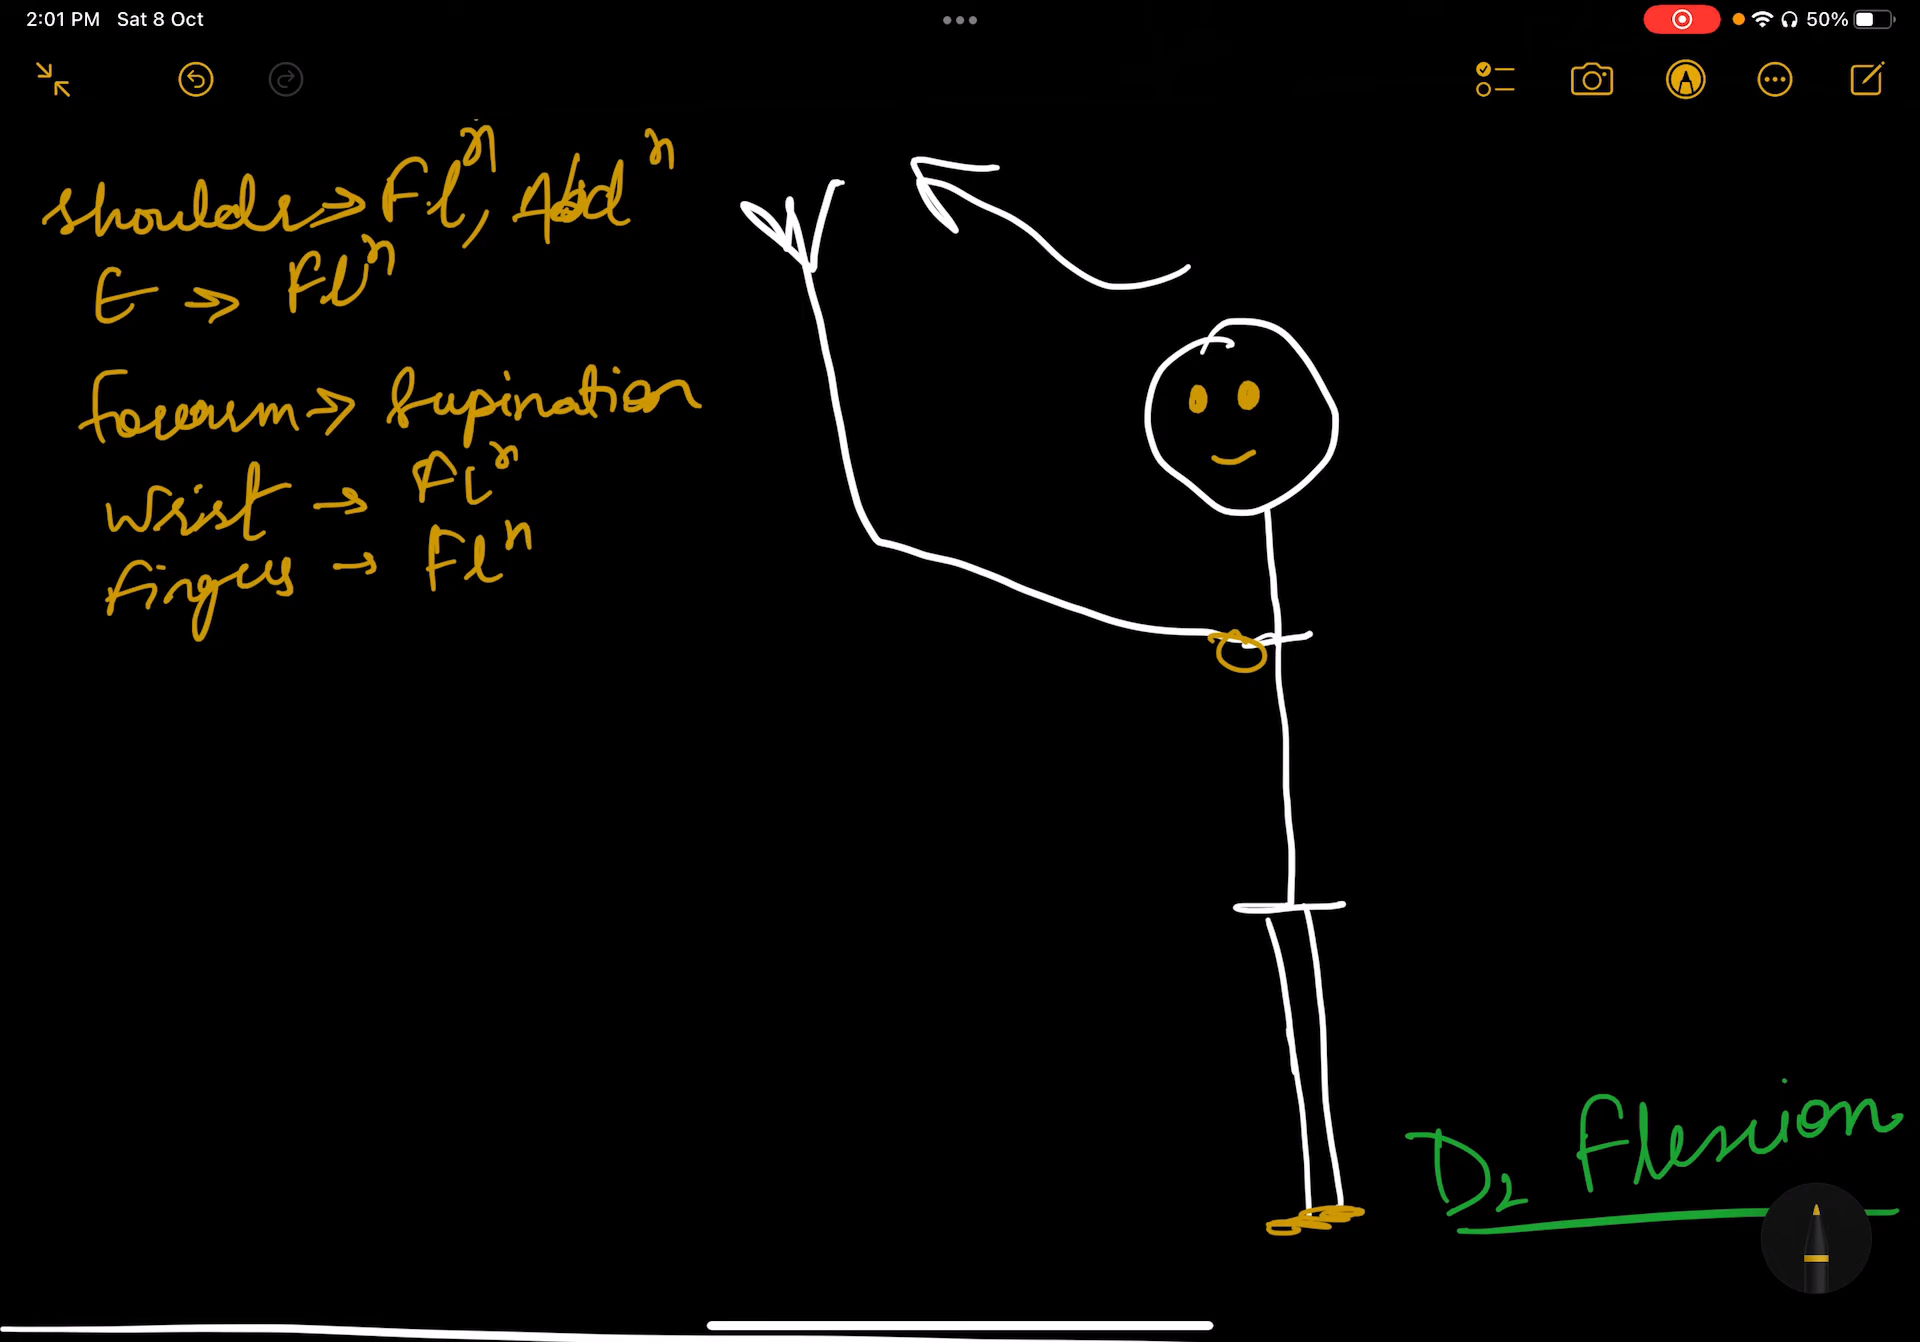 2:01 PM Sat 8 Oct
50%
shoulder → Flⁿ, Abdⁿ
E → Flⁿ
Forearm → Supination
Wrist → Flⁿ
Fingers → Flⁿ
D₂ Flexion